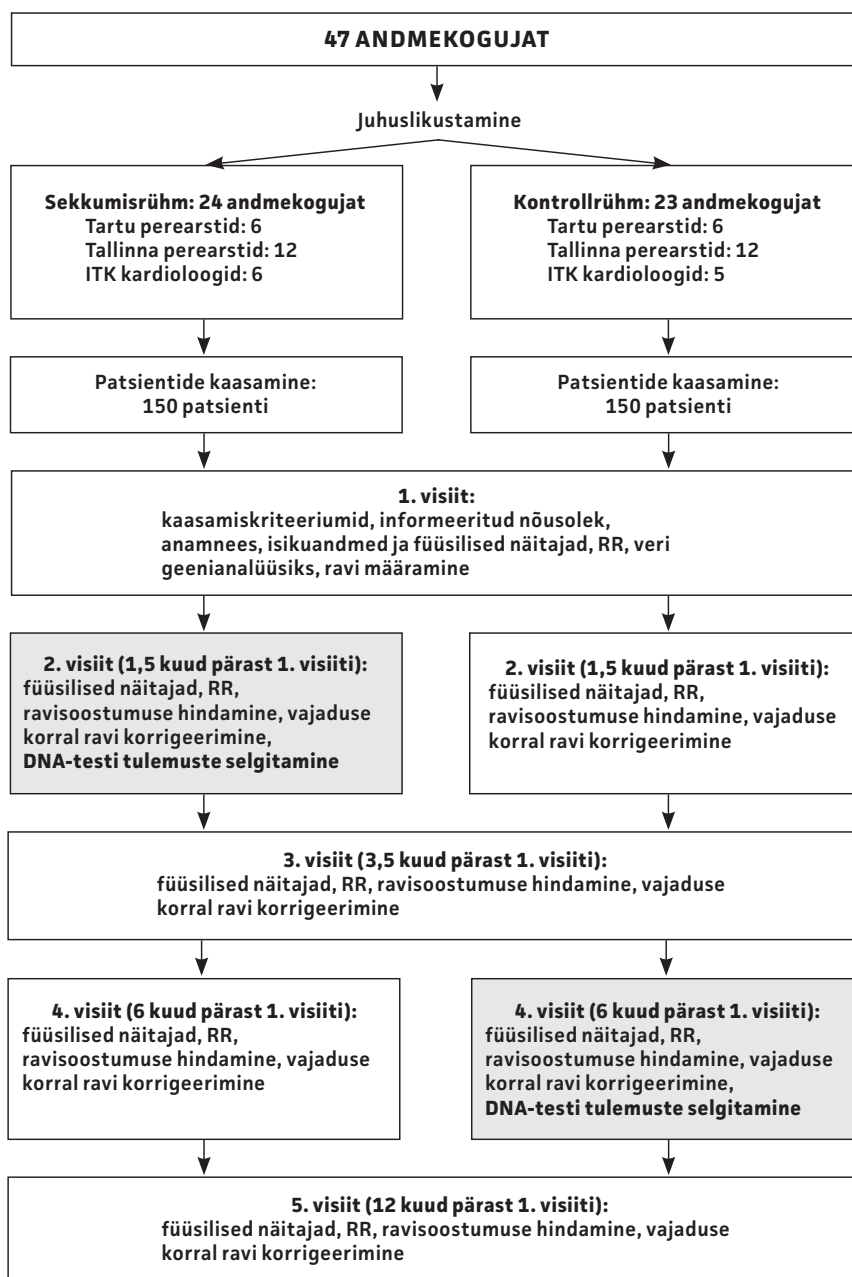 47 ANDMEKOGUJAT
Juhuslikustamine
Sekkumisrühm: 24 andmekogujat
Tartu perearstid: 6
Tallinna perearstid: 12
ITK kardioloogid: 6
Kontrollrühm: 23 andmekogujat
Tartu perearstid: 6
Tallinna perearstid: 12
ITK kardioloogid: 5
Patsientide kaasamine:
150 patsienti
Patsientide kaasamine:
150 patsienti
1. visiit:
kaasamiskriteeriumid, informeeritud nõusolek,
anamnees, isikuandmed ja füüsilised näitajad, RR, veri
geenianalüüsiks, ravi määramine
2. visiit (1,5 kuud pärast 1. visiiti):
füüsilised näitajad, RR,
ravisoostumuse hindamine, vajaduse
korral ravi korrigeerimine,
DNA-testi tulemuste selgitamine
2. visiit (1,5 kuud pärast 1. visiiti):
füüsilised näitajad, RR,
ravisoostumuse hindamine, vajaduse
korral ravi korrigeerimine
3. visiit (3,5 kuud pärast 1. visiiti):
füüsilised näitajad, RR, ravisoostumuse hindamine, vajaduse
korral ravi korrigeerimine
4. visiit (6 kuud pärast 1. visiiti):
füüsilised näitajad, RR,
ravisoostumuse hindamine, vajaduse
korral ravi korrigeerimine
4. visiit (6 kuud pärast 1. visiiti):
füüsilised näitajad, RR,
ravisoostumuse hindamine, vajaduse
korral ravi korrigeerimine,
DNA-testi tulemuste selgitamine
5. visiit (12 kuud pärast 1. visiiti):
füüsilised näitajad, RR, ravisoostumuse hindamine, vajaduse
korral ravi korrigeerimine